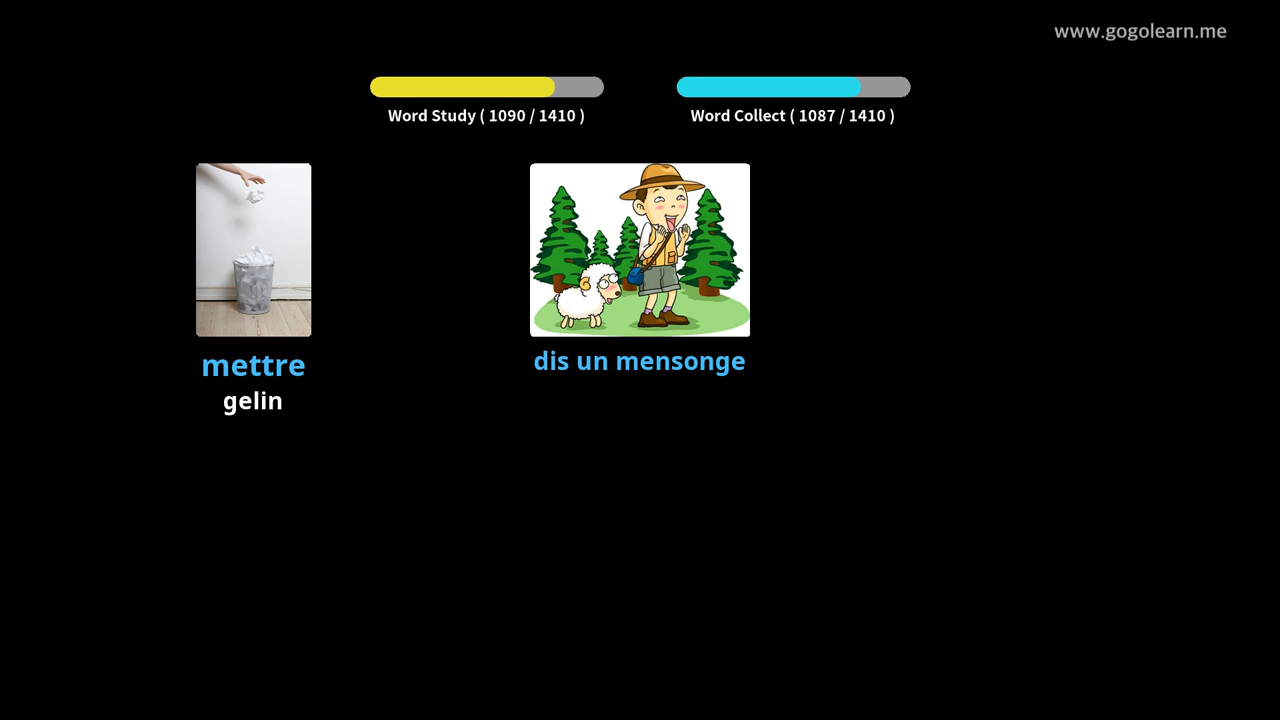 www.gogolearn.me
Word Study ( 1090 / 1410 )
Word Collect ( 1087 / 1410 )
mettre
gelin
dis un mensonge